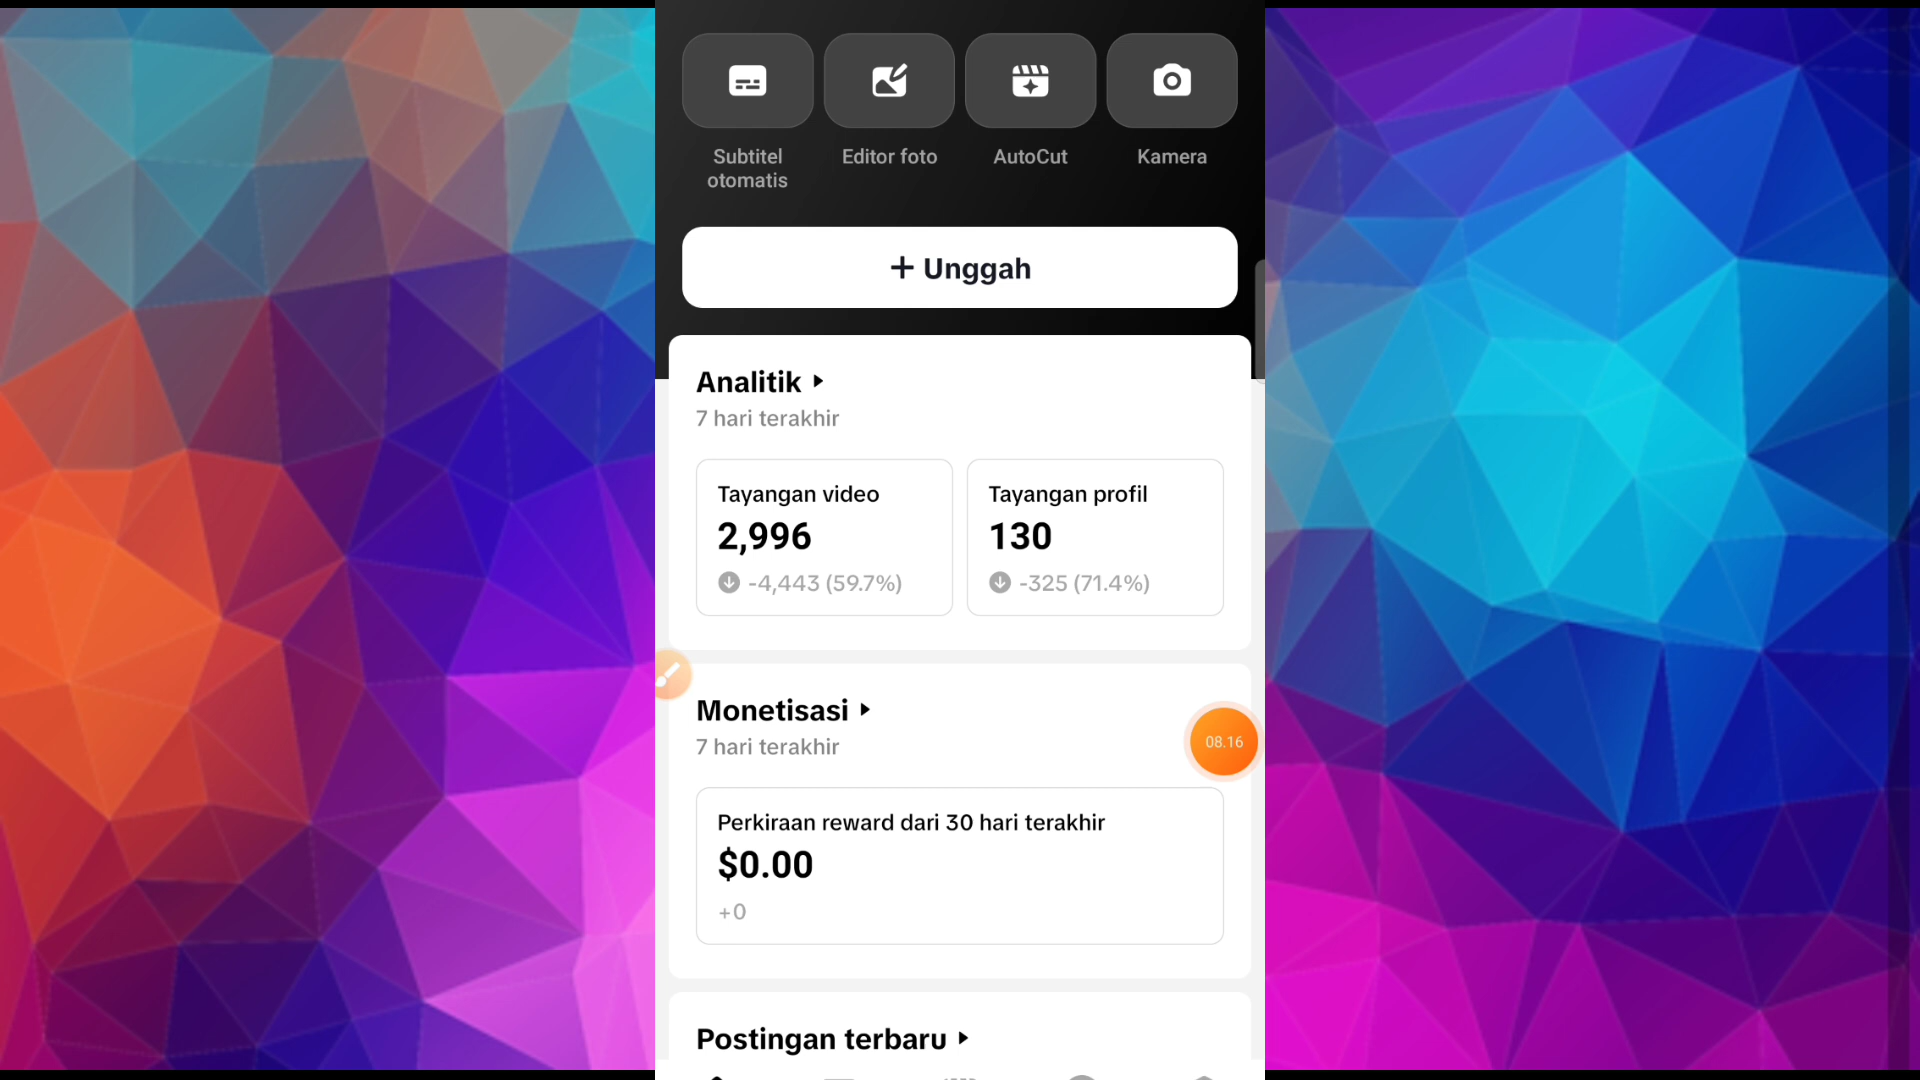 Subtitel
otomatis
Editor foto
AutoCut
Kamera
+ Unggah
Analitik
7 hari terakhir
Tayangan video
2,996
-4,443 (59.7%)
Tayangan profil
130
-325 (71.4%)
Monetisasi
7 hari terakhir
08.16
Perkiraan reward dari 30 hari terakhir
$0.00
+0
Postingan terbaru